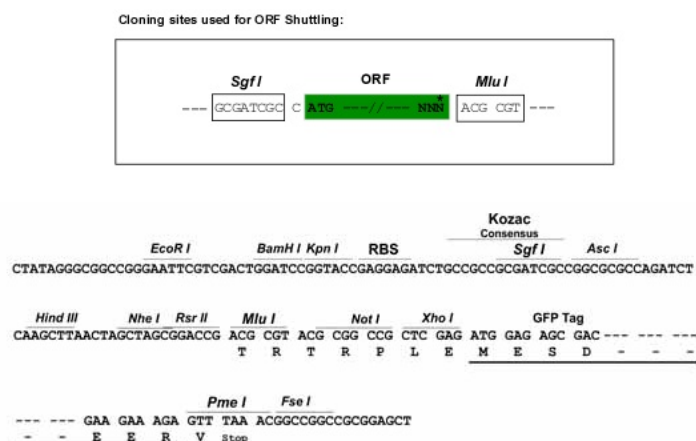 Cloning sites used for ORF Shuttling:
Sgf I ORF Mlu I
--- GCGATCGC C ATG ---//--- NNN* ACG CGT ---
Kozac
Consensus
EcoR I BamH I Kpn I RBS Sgf I Asc I
CTATAGGGCGGCCGGGAATTCGTCGACTGGATCCGGTACCGAGGAGATCTGCCGCCGCGATCGCCGGCGCGCCAGATCT
Hind III Nhe I Rsr II Mlu I Not I Xho I GFP Tag
CAAGCTTAACTAGCTAGCGGACCG ACG CGT ACG CGG CCG CTC GAG ATG GAG AGC GAC --- --- ---
T R T R P L E M E S D - - -
Pme I Fse I
--- --- GAA GAA AGA GTT TAA ACGGCCGGCCGCGGAGCT
- - E E R V Stop